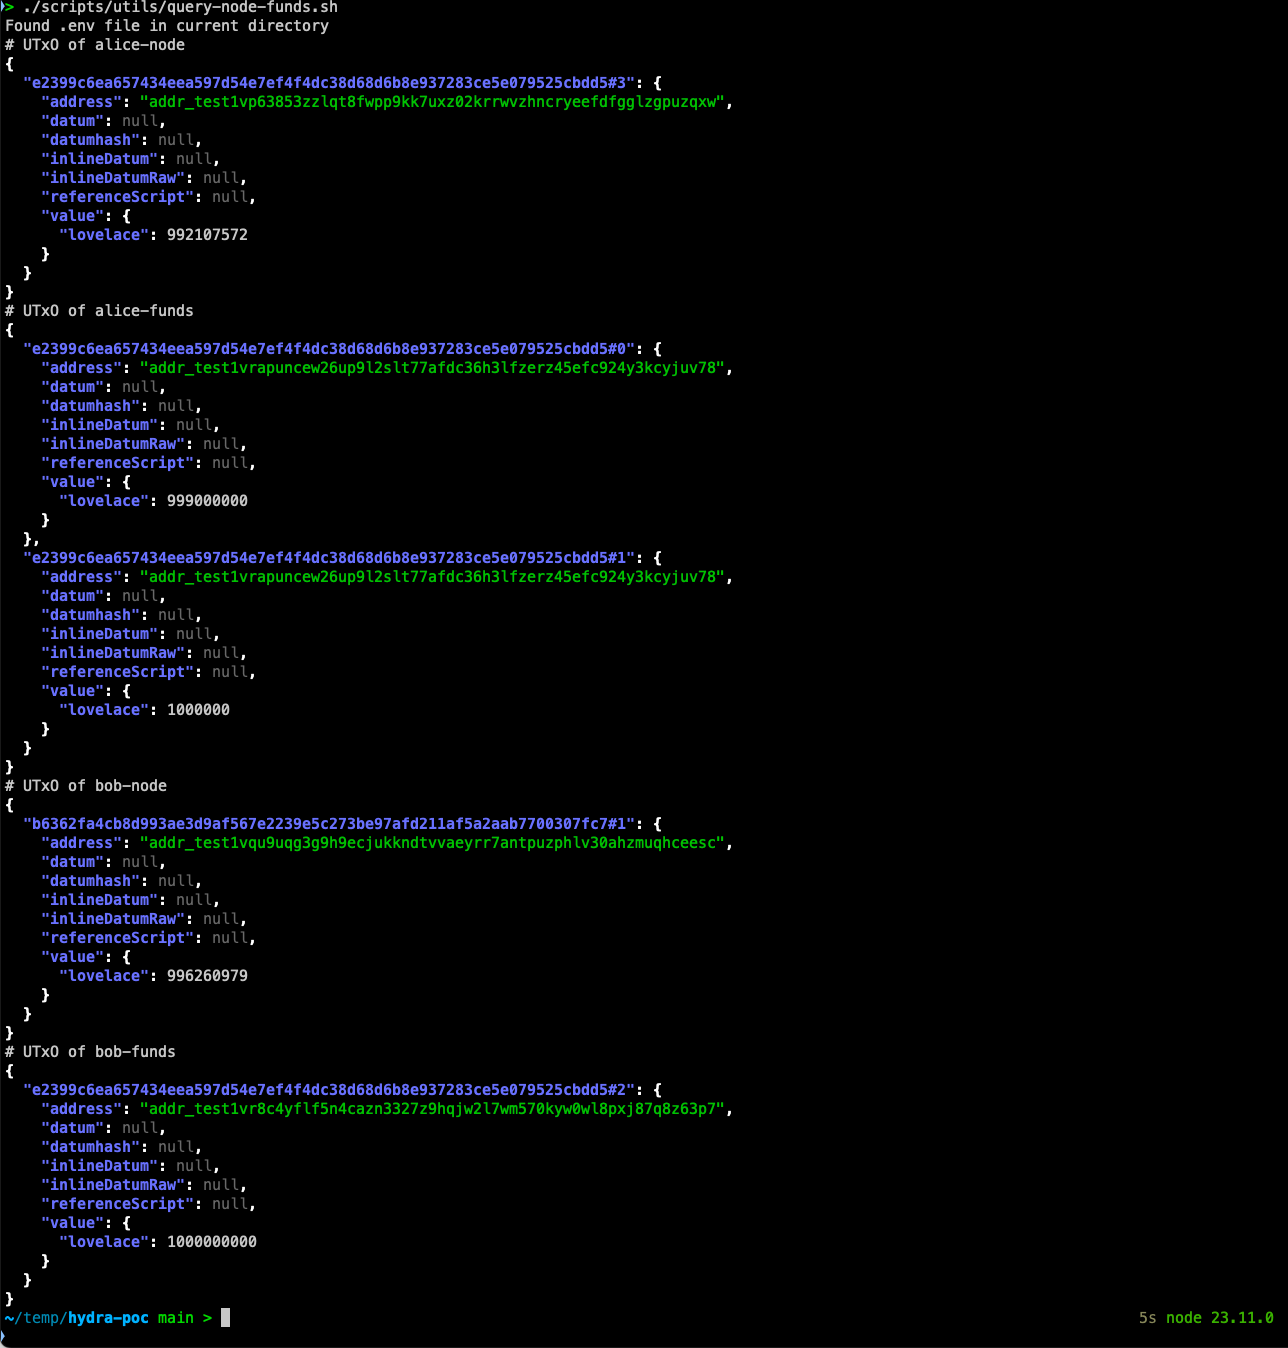 > ./scripts/utils/query-node-funds.sh
Found .env file in current directory
# UTxO of alice-node
{
  "e2399c6ea657434eea597d54e7ef4f4dc38d68d6b8e937283ce5e079525cbdd5#3": {
    "address": "addr_test1vp63853zzlqt8fwpp9kk7uxz02krrwvzhncryeefdfgglzgpuzqxw",
    "datum": null,
    "datumhash": null,
    "inlineDatum": null,
    "inlineDatumRaw": null,
    "referenceScript": null,
    "value": {
      "lovelace": 992107572
    }
  }
}
# UTxO of alice-funds
{
  "e2399c6ea657434eea597d54e7ef4f4dc38d68d6b8e937283ce5e079525cbdd5#0": {
    "address": "addr_test1vrapuncew26up9l2slt77afdc36h3lfzerz45efc924y3kcyjuv78",
    "datum": null,
    "datumhash": null,
    "inlineDatum": null,
    "inlineDatumRaw": null,
    "referenceScript": null,
    "value": {
      "lovelace": 999000000
    }
  },
  "e2399c6ea657434eea597d54e7ef4f4dc38d68d6b8e937283ce5e079525cbdd5#1": {
    "address": "addr_test1vrapuncew26up9l2slt77afdc36h3lfzerz45efc924y3kcyjuv78",
    "datum": null,
    "datumhash": null,
    "inlineDatum": null,
    "inlineDatumRaw": null,
    "referenceScript": null,
    "value": {
      "lovelace": 1000000
    }
  }
}
# UTxO of bob-node
{
  "b6362fa4cb8d993ae3d9af567e2239e5c273be97afd211af5a2aab7700307fc7#1": {
    "address": "addr_test1vqu9uqg3g9h9ecjukkndtvvaeyrr7antpuzphlv30ahzmuqhceesc",
    "datum": null,
    "datumhash": null,
    "inlineDatum": null,
    "inlineDatumRaw": null,
    "referenceScript": null,
    "value": {
      "lovelace": 996260979
    }
  }
}
# UTxO of bob-funds
{
  "e2399c6ea657434eea597d54e7ef4f4dc38d68d6b8e937283ce5e079525cbdd5#2": {
    "address": "addr_test1vr8c4yflf5n4cazn3327z9hqjw2l7wm570kyw0wl8pxj87q8z63p7",
    "datum": null,
    "datumhash": null,
    "inlineDatum": null,
    "inlineDatumRaw": null,
    "referenceScript": null,
    "value": {
      "lovelace": 1000000000
    }
  }
}
~/temp/hydra-poc main > 5s node 23.11.0